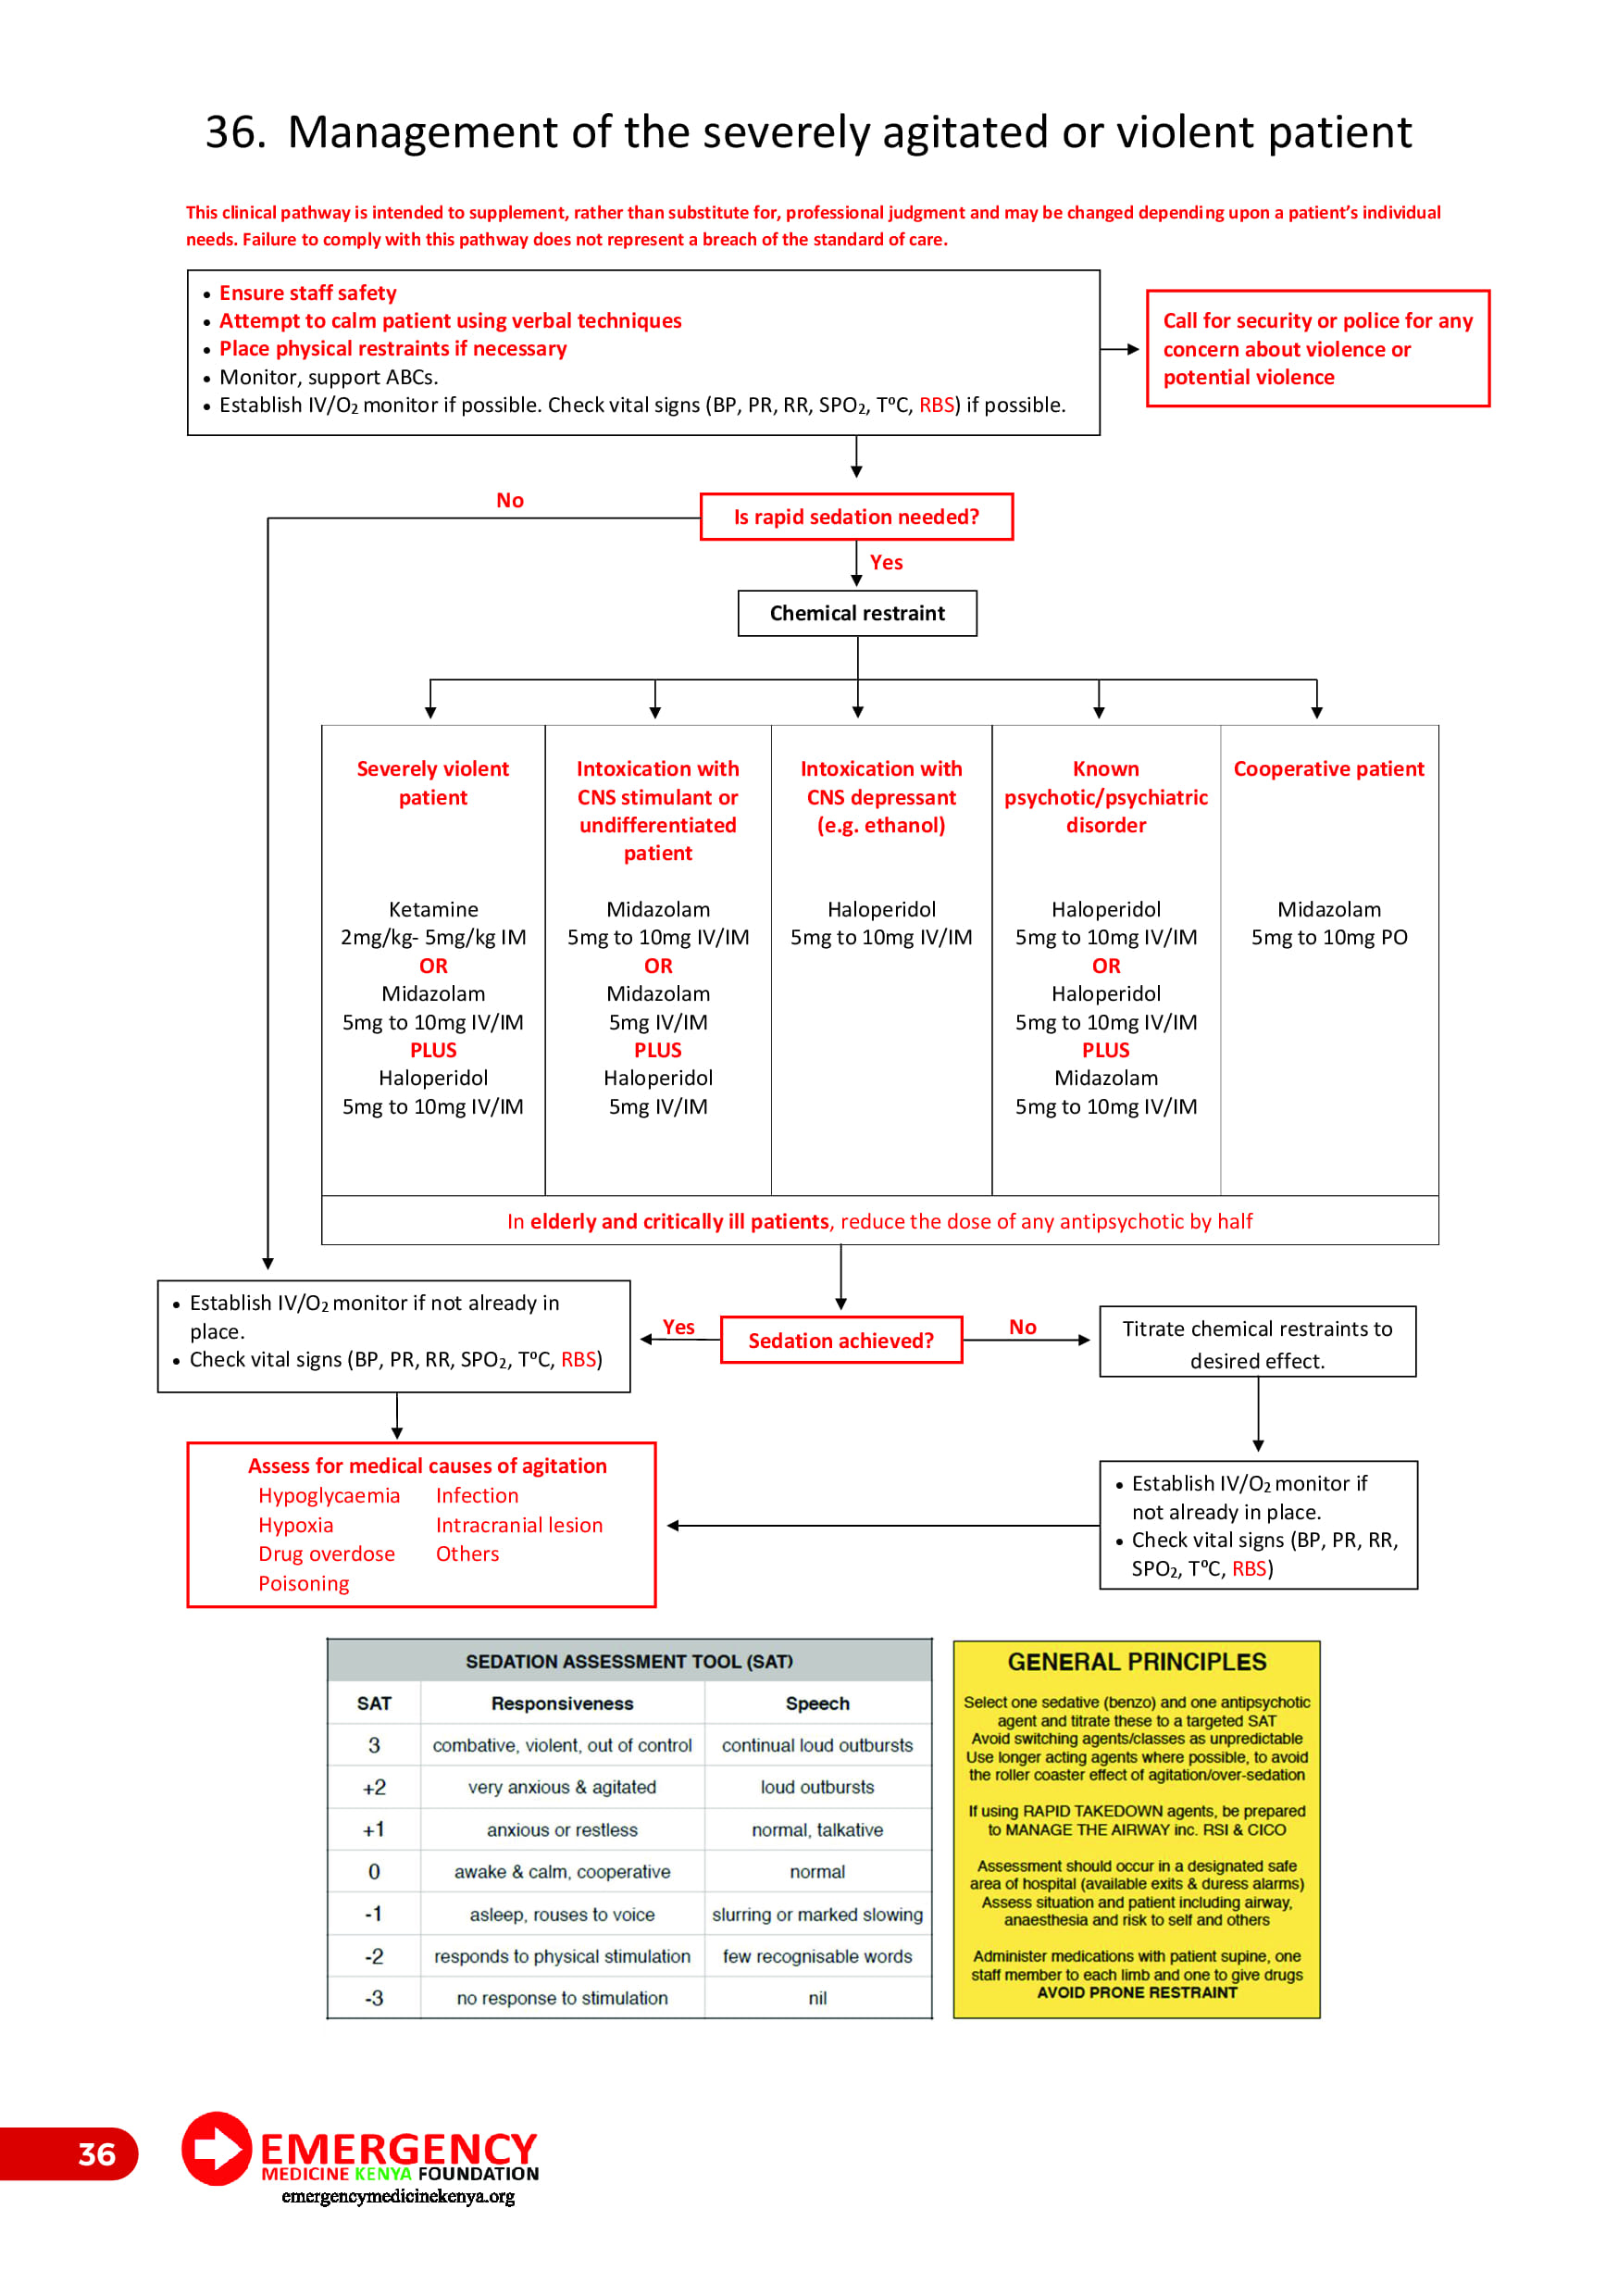 36. Management of the severely agitated or violent patient
This clinical pathway is intended to supplement, rather than substitute for, professional judgment and may be changed depending upon a patient’s individual
needs. Failure to comply with this pathway does not represent a breach of the standard of care.
• Ensure staff safety
• Attempt to calm patient using verbal techniques
• Place physical restraints if necessary
• Monitor, support ABCs.
• Establish IV/O₂ monitor if possible. Check vital signs (BP, PR, RR, SPO₂, T⁰C, RBS) if possible.
Call for security or police for any
concern about violence or
potential violence
No
Is rapid sedation needed?
Yes
Chemical restraint
Severely violent
patient
Ketamine
2mg/kg- 5mg/kg IM
OR
Midazolam
5mg to 10mg IV/IM
PLUS
Haloperidol
5mg to 10mg IV/IM
Intoxication with
CNS stimulant or
undifferentiated
patient
Midazolam
5mg to 10mg IV/IM
OR
Midazolam
5mg IV/IM
PLUS
Haloperidol
5mg IV/IM
Intoxication with
CNS depressant
(e.g. ethanol)
Haloperidol
5mg to 10mg IV/IM
Known
psychotic/psychiatric
disorder
Haloperidol
5mg to 10mg IV/IM
OR
Haloperidol
5mg to 10mg IV/IM
PLUS
Midazolam
5mg to 10mg IV/IM
Cooperative patient
Midazolam
5mg to 10mg PO
In elderly and critically ill patients, reduce the dose of any antipsychotic by half
• Establish IV/O₂ monitor if not already in
place.
• Check vital signs (BP, PR, RR, SPO₂, T⁰C, RBS)
Yes
Sedation achieved?
No
Titrate chemical restraints to
desired effect.
Assess for medical causes of agitation
Hypoglycaemia Infection
Hypoxia Intracranial lesion
Drug overdose Others
Poisoning
• Establish IV/O₂ monitor if
not already in place.
• Check vital signs (BP, PR, RR,
SPO₂, T⁰C, RBS)
SEDATION ASSESSMENT TOOL (SAT)
SAT Responsiveness Speech
3 combative, violent, out of control continual loud outbursts
+2 very anxious & agitated loud outbursts
+1 anxious or restless normal, talkative
0 awake & calm, cooperative normal
-1 asleep, rouses to voice slurring or marked slowing
-2 responds to physical stimulation few recognisable words
-3 no response to stimulation nil
GENERAL PRINCIPLES
Select one sedative (benzo) and one antipsychotic
agent and titrate these to a targeted SAT
Avoid switching agents/classes as unpredictable
Use longer acting agents where possible, to avoid
the roller coaster effect of agitation/over-sedation
If using RAPID TAKEDOWN agents, be prepared
to MANAGE THE AIRWAY inc. RSI & CICO
Assessment should occur in a designated safe
area of hospital (available exits & duress alarms)
Assess situation and patient including airway,
anaesthesia and risk to self and others
Administer medications with patient supine, one
staff member to each limb and one to give drugs
AVOID PRONE RESTRAINT
36
EMERGENCY
MEDICINE KENYA FOUNDATION
emergencymedicinekenya.org